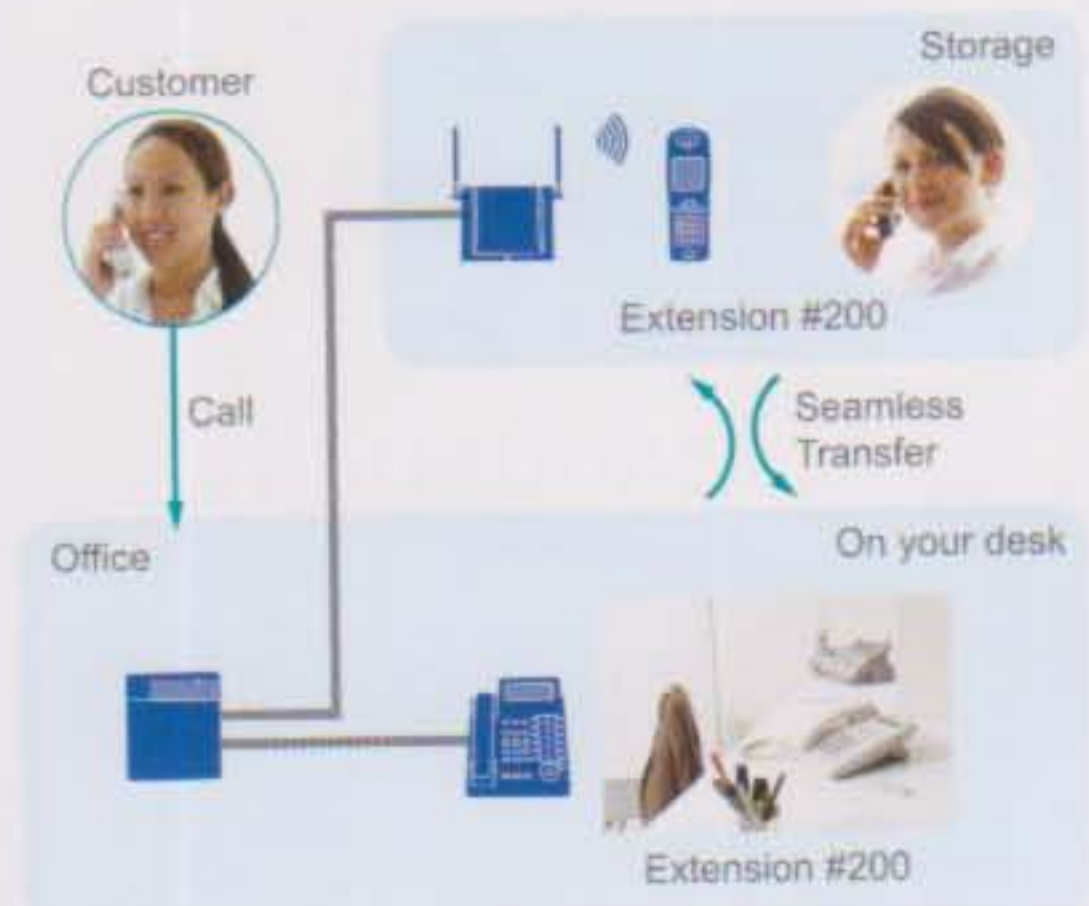 Customer
Storage
Extension #200
Call
Seamless
Transfer
Office
On your desk
Extension #200